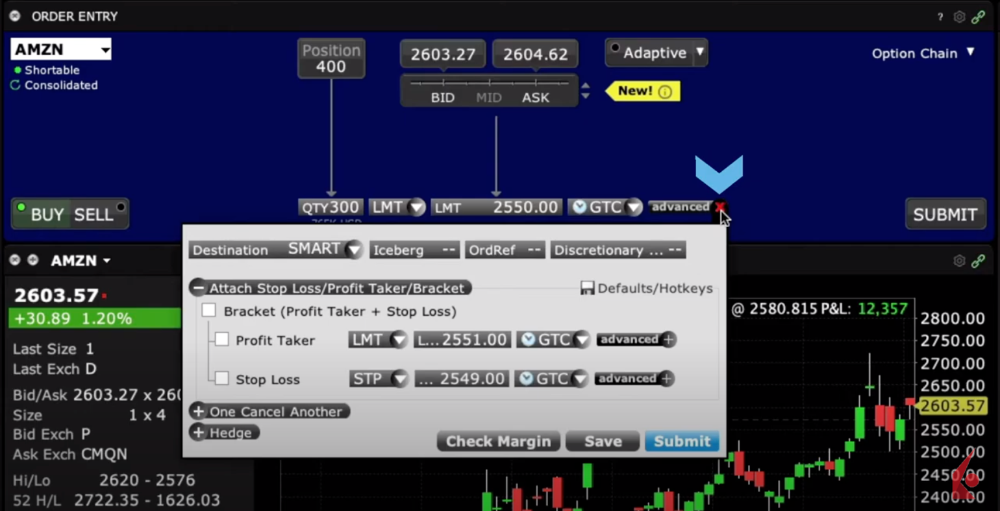 ORDER ENTRY ?
AMZN
Shortable
Consolidated
Position
400
2603.27 2604.62
BID MID ASK
Adaptive
New!
Option Chain
BUY SELL
QTY 300 LMT LMT 2550.00 GTC advanced
SUBMIT
Destination SMART Iceberg -- OrdRef -- Discretionary ... --
Attach Stop Loss/Profit Taker/Bracket Defaults/Hotkeys
Bracket (Profit Taker + Stop Loss)
Profit Taker LMT L... 2551.00 GTC advanced +
Stop Loss STP ... 2549.00 GTC advanced +
One Cancel Another
Hedge
Check Margin Save Submit
AMZN
2603.57
+30.89 1.20%
Last Size 1
Last Exch D
Bid/Ask 2603.27 x 260
Size 1 x 4
Bid Exch P
Ask Exch CMQN
Hi/Lo 2620 - 2576
52 H/L 2722.35 - 1626.03
@ 2580.815 P&L: 12,357
2800.00
2750.00
2700.00
2650.00
2603.57
2550.00
2500.00
2450.00
2400.00